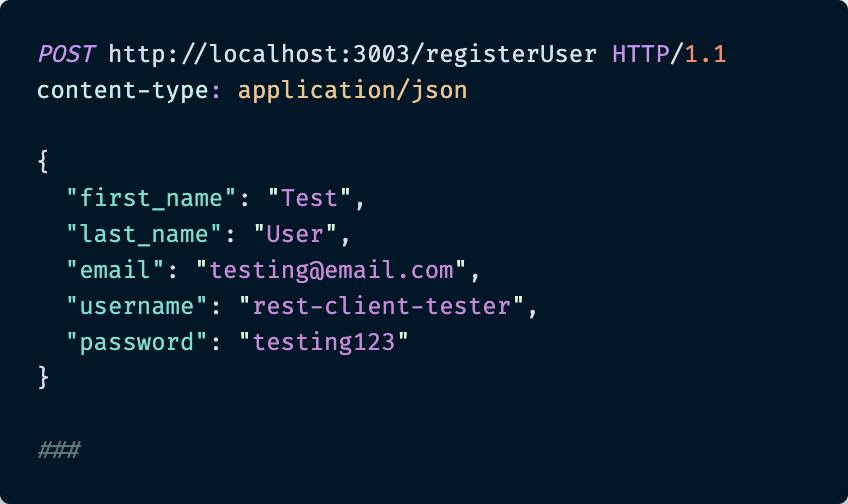 POST http://localhost:3003/registerUser HTTP/1.1
content-type: application/json
{
"first_name": "Test",
"last_name": "User",
"email": "testing@email.com",
"username": "rest-client-tester",
"password": "testing123"
}
###